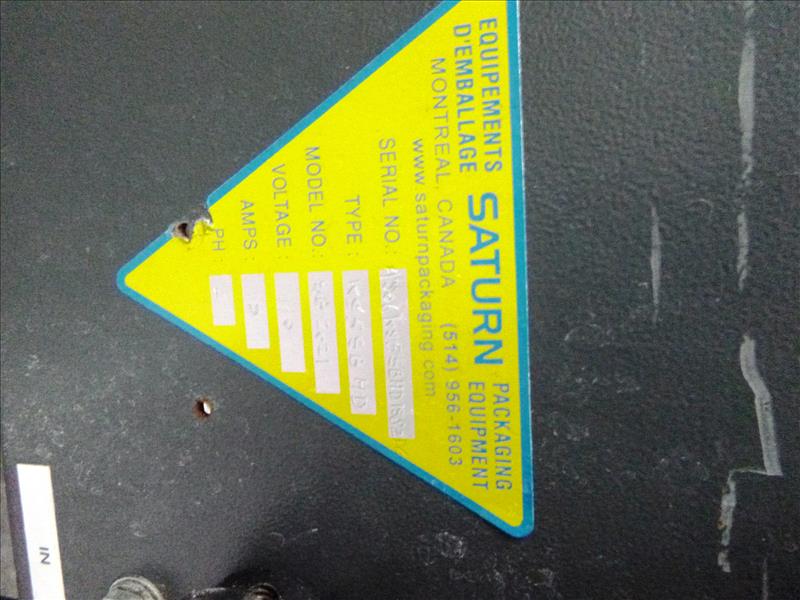 EQUIPEMENTS D'EMBALLAGE SATURN PACKAGING EQUIPMENT
MONTREAL, CANADA (514) 956-1603
www.saturnpackaging.com
SERIAL NO.:
TYPE :
MODEL NO.:
VOLTAGE :
AMPS :
PH
IN